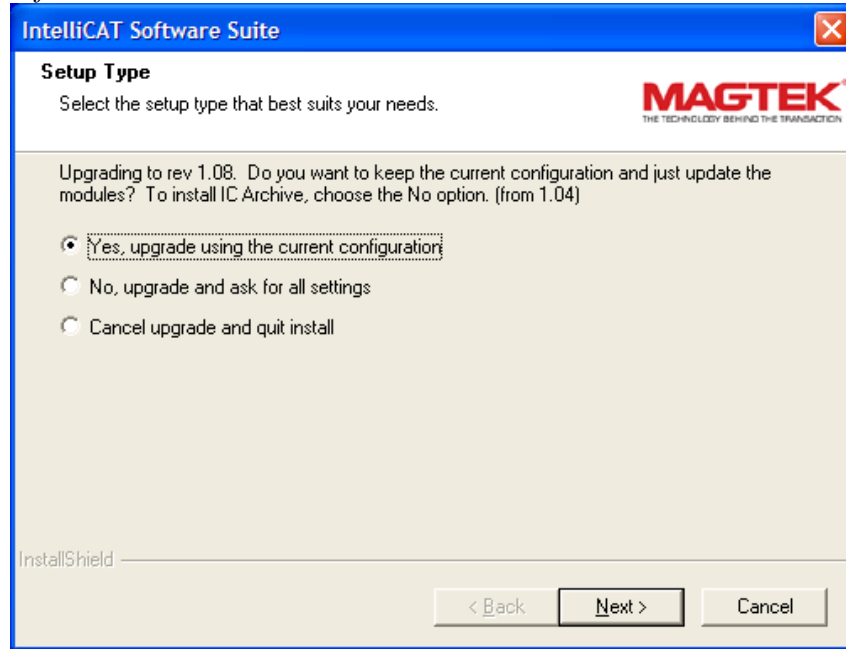 IntelliCAT Software Suite
Setup Type
Select the setup type that best suits your needs.
MAGTEK
THE TECHNOLOGY BEHIND THE TRANSACTION
Upgrading to rev 1.08.  Do you want to keep the current configuration and just update the
modules?  To install IC Archive, choose the No option. (from 1.04)
Yes, upgrade using the current configuration
No, upgrade and ask for all settings
Cancel upgrade and quit install
InstallShield
< Back
Next >
Cancel